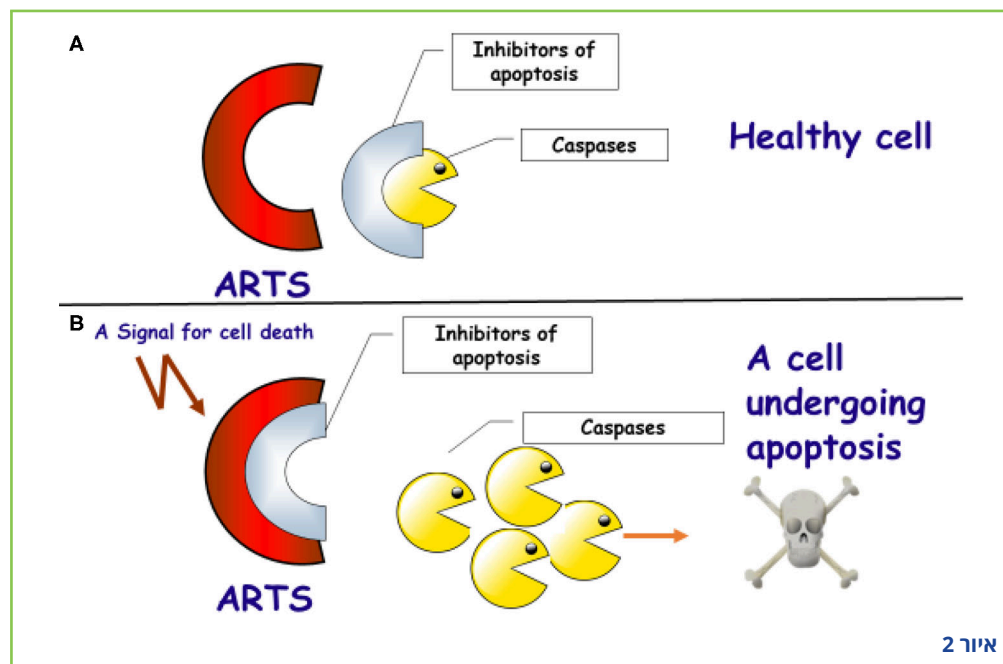 A
Inhibitors of
apoptosis
Caspases
Healthy cell
ARTS
B
A Signal for cell death
Inhibitors of
apoptosis
Caspases
A cell
undergoing
apoptosis
ARTS
איור 2